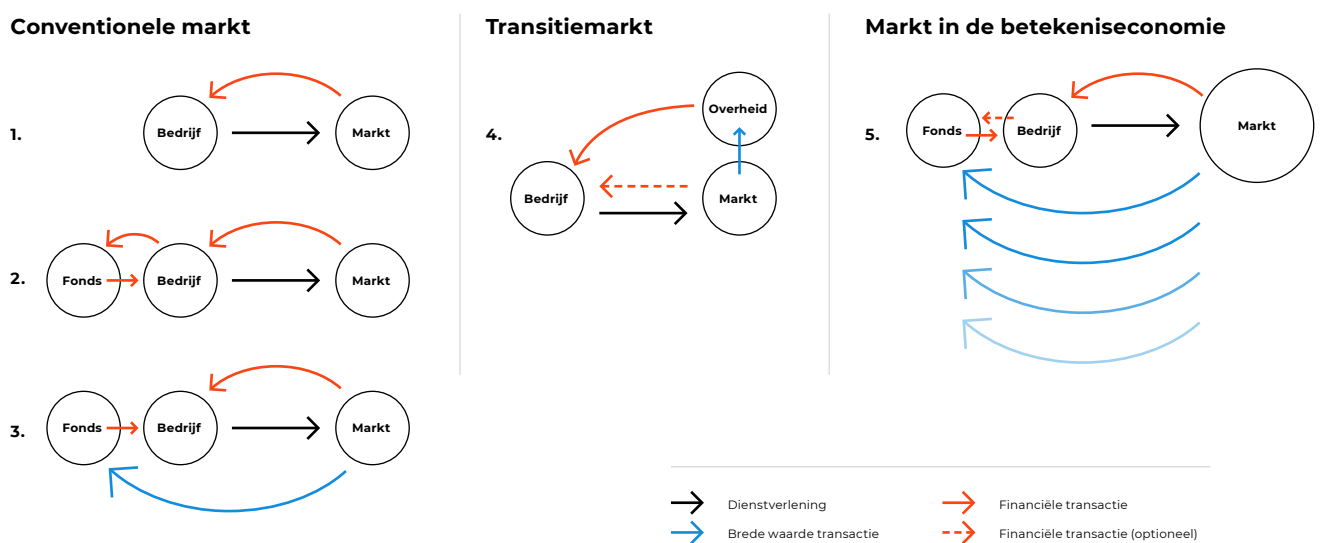 Conventionele markt
1.
Bedrijf
Markt
2.
Fonds
Bedrijf
Markt
3.
Fonds
Bedrijf
Markt
Transitiemarkt
4.
Overheid
Bedrijf
Markt
Markt in de betekeniseconomie
5.
Fonds
Bedrijf
Markt
Dienstverlening
Financiële transactie
Brede waarde transactie
Financiële transactie (optioneel)